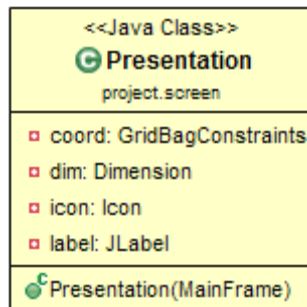 <<Java Class>>
Presentation
project.screen
coord: GridBagConstraints
dim: Dimension
icon: Icon
label: JLabel
Presentation(MainFrame)